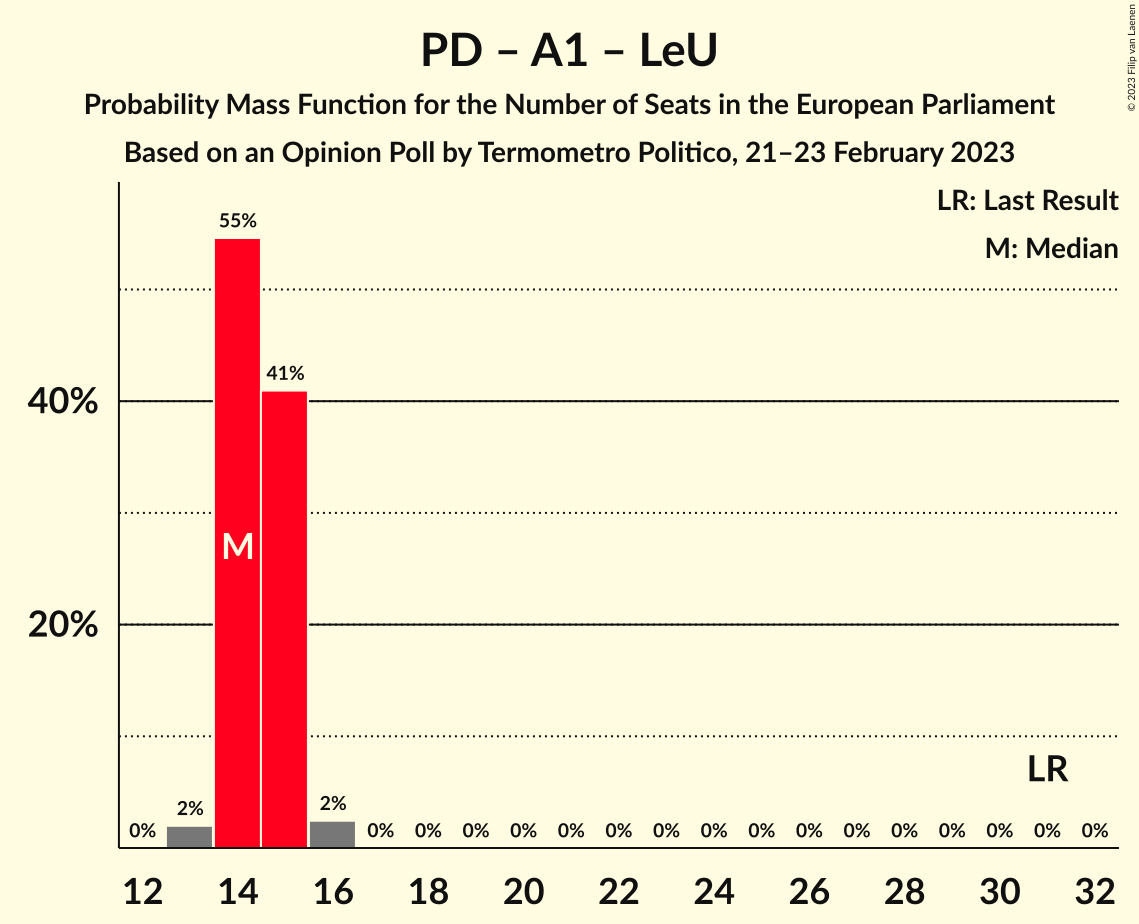 PD – A1 – LeU
Probability Mass Function for the Number of Seats in the European Parliament
Based on an Opinion Poll by Termometro Politico, 21–23 February 2023
© 2023 Filip van Laenen
LR: Last Result
M: Median
55%
41%
40%
M
20%
LR
0% 2% 2% 0% 0% 0% 0% 0% 0% 0% 0% 0% 0% 0% 0% 0% 0% 0% 0%
12 14 16 18 20 22 24 26 28 30 32